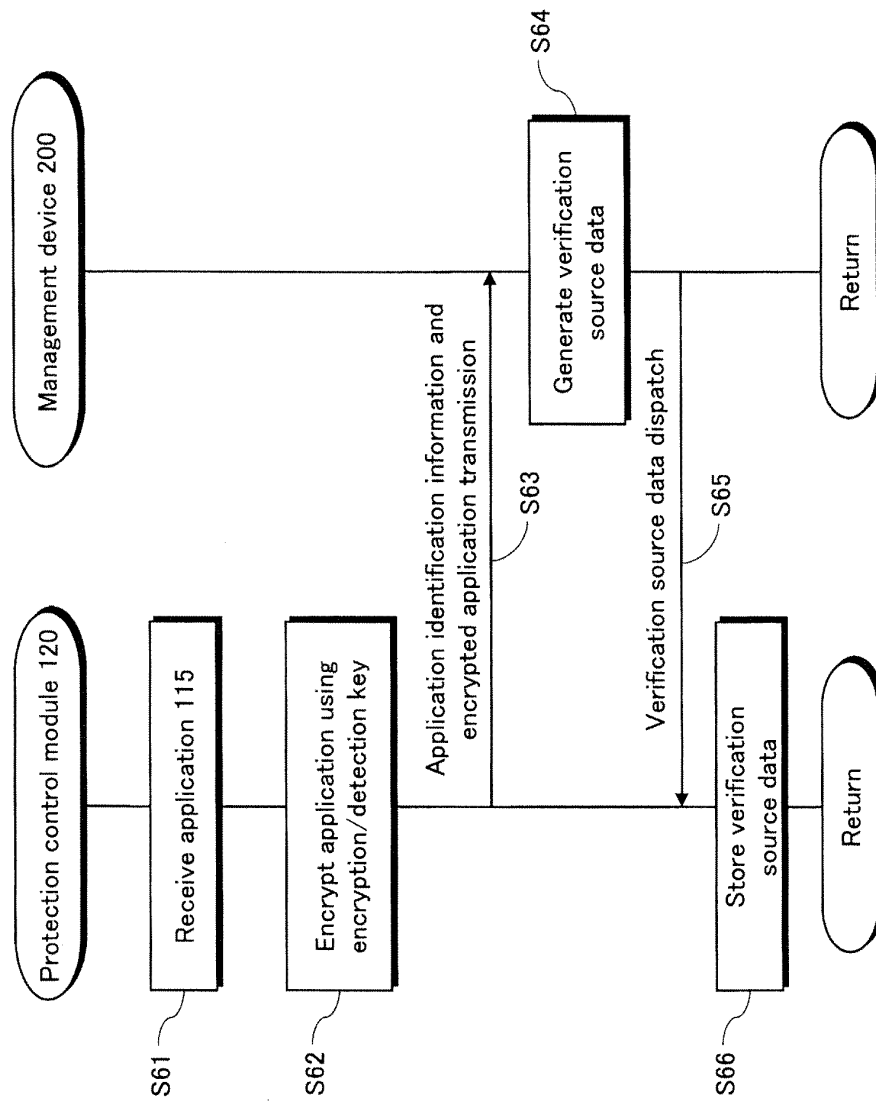 Protection control module 120
Management device 200
S61
Receive application 115
S62
Encrypt application using
encryption/detection key
Application identification information and
encrypted application transmission
S63
Generate verification
source data
S64
Verification source data dispatch
S65
S66
Store verification
source data
Return
Return